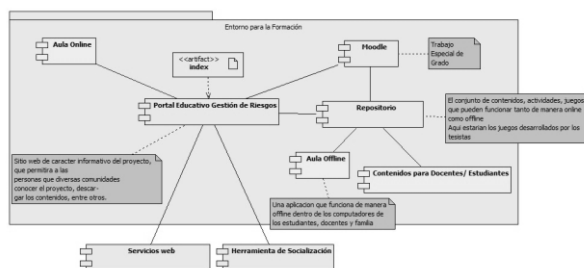 Entorno para la Formación
Aula Online
<<artifact>>
index
Moodle
Trabajo
Especial de
Grado
Portal Educativo Gestión de Riesgos
Repositorio
El conjunto de contenidos, actividades, juegos
que pueden funcionar tanto de manera online
como offline
Aqui estarian los juegos desarrollados por los
tesistas
Sitio web de caracter informativo del proyecto,
que permitira a las
personas que diversas comunidades
conocer el proyecto, descar-
gar los contenidos, entre otros.
Aula Offline
Contenidos para Docentes/ Estudiantes
Una aplicacion que funciona de manera
offline dentro de los computadores de
los estudiantes, docentes y familia
Servicios web
Herramienta de Socialización